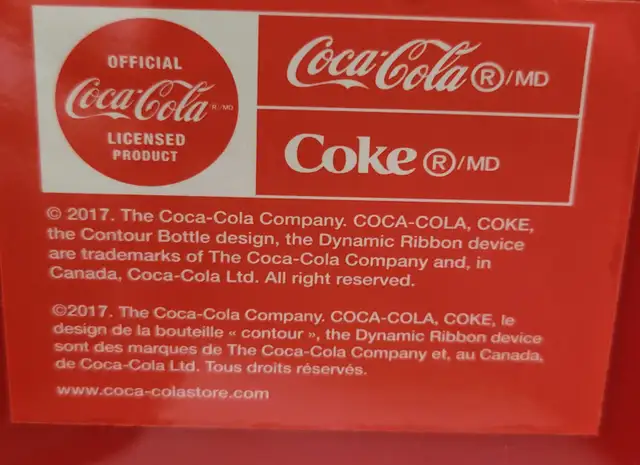 OFFICIAL
Coca-Cola ®/MD
LICENSED
PRODUCT
Coca-Cola ®/MD
Coke ®/MD
© 2017. The Coca-Cola Company. COCA-COLA, COKE,
the Contour Bottle design, the Dynamic Ribbon device
are trademarks of The Coca-Cola Company and, in
Canada, Coca-Cola Ltd. All right reserved.
©2017. The Coca-Cola Company. COCA-COLA, COKE, le
design de la bouteille « contour », the Dynamic Ribbon device
sont des marques de The Coca-Cola Company et, au Canada,
de Coca-Cola Ltd. Tous droits réservés.
www.coca-colastore.com